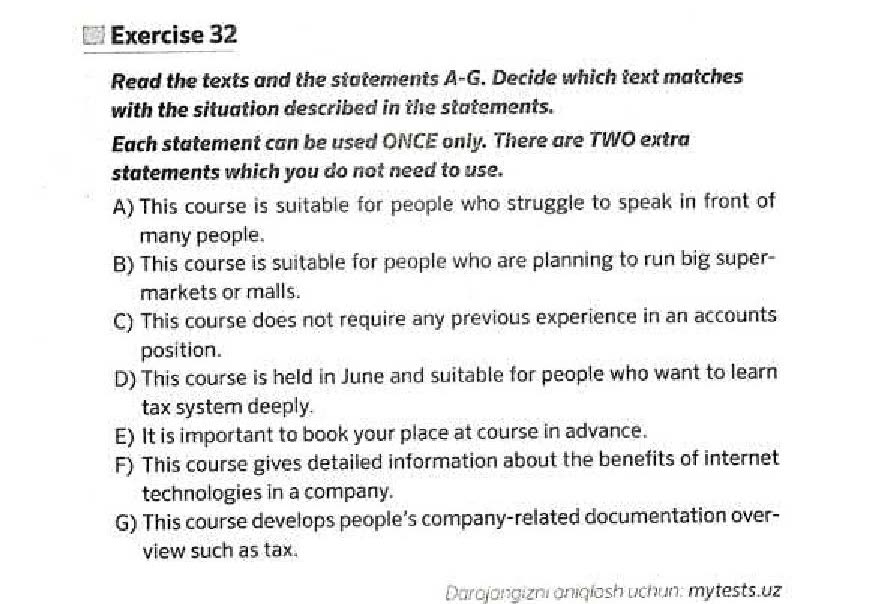 Exercise 32
Read the texts and the statements A-G. Decide which text matches
with the situation described in the statements.
Each statement can be used ONCE only. There are TWO extra
statements which you do not need to use.
A) This course is suitable for people who struggle to speak in front of
many people.
B) This course is suitable for people who are planning to run big super-
markets or malls.
C) This course does not require any previous experience in an accounts
position.
D) This course is held in June and suitable for people who want to learn
tax system deeply.
E) It is important to book your place at course in advance.
F) This course gives detailed information about the benefits of internet
technologies in a company.
G) This course develops people's company-related documentation over-
view such as tax.
Darajangizni aniqlash uchun: mytests.uz